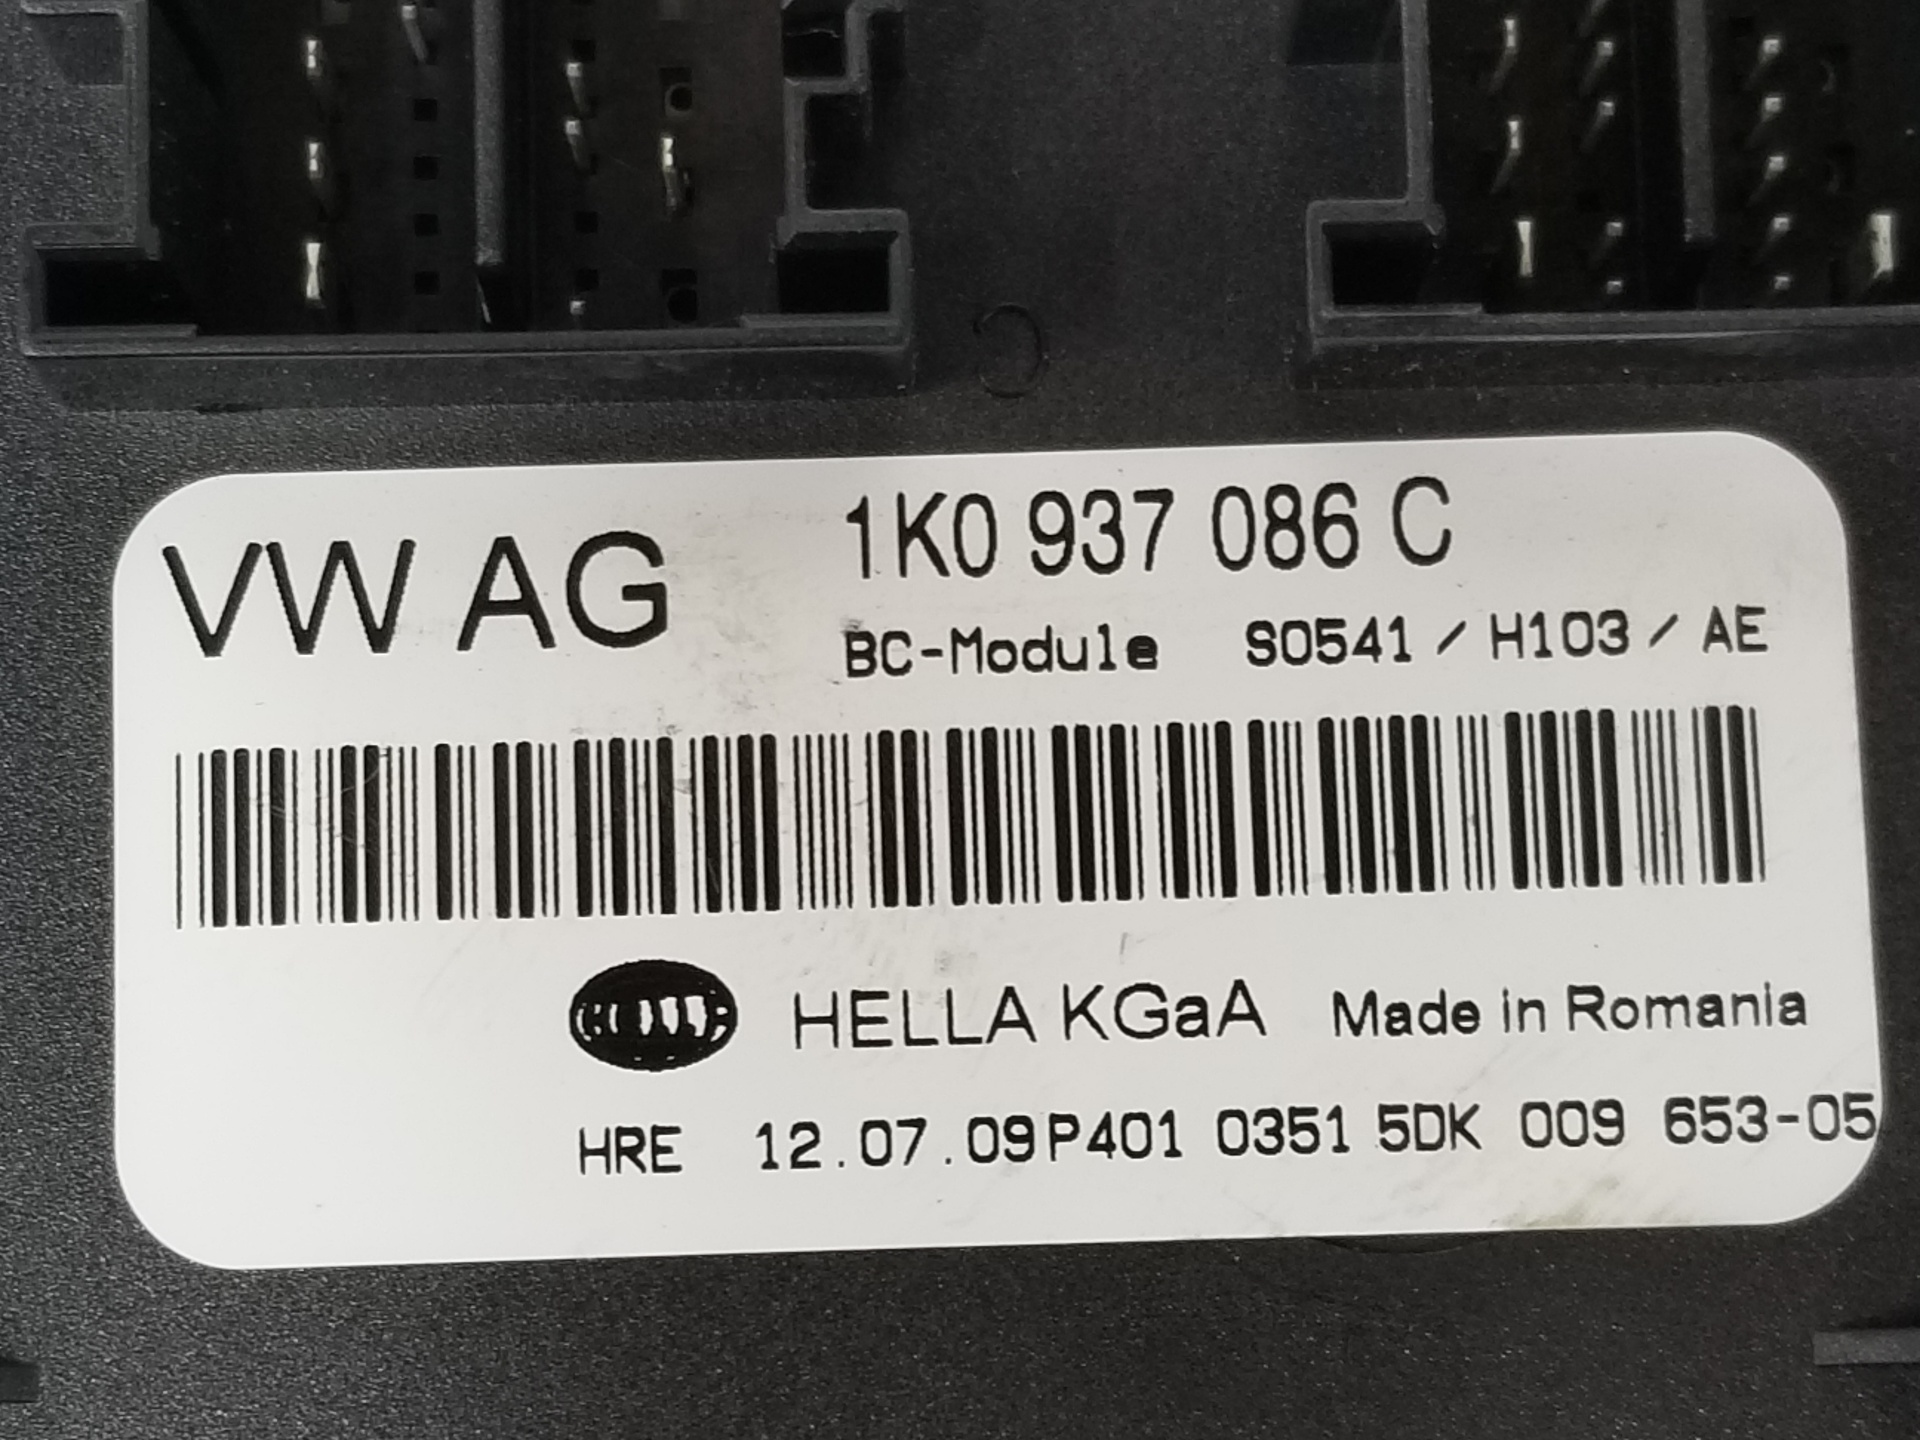 VW AG 1K0 937 086 C
BC-Module S0541 / H103 / AE
HELLA HELLA KGaA Made in Romania
HRE 12.07.09P401 0351 5DK 009 653-05